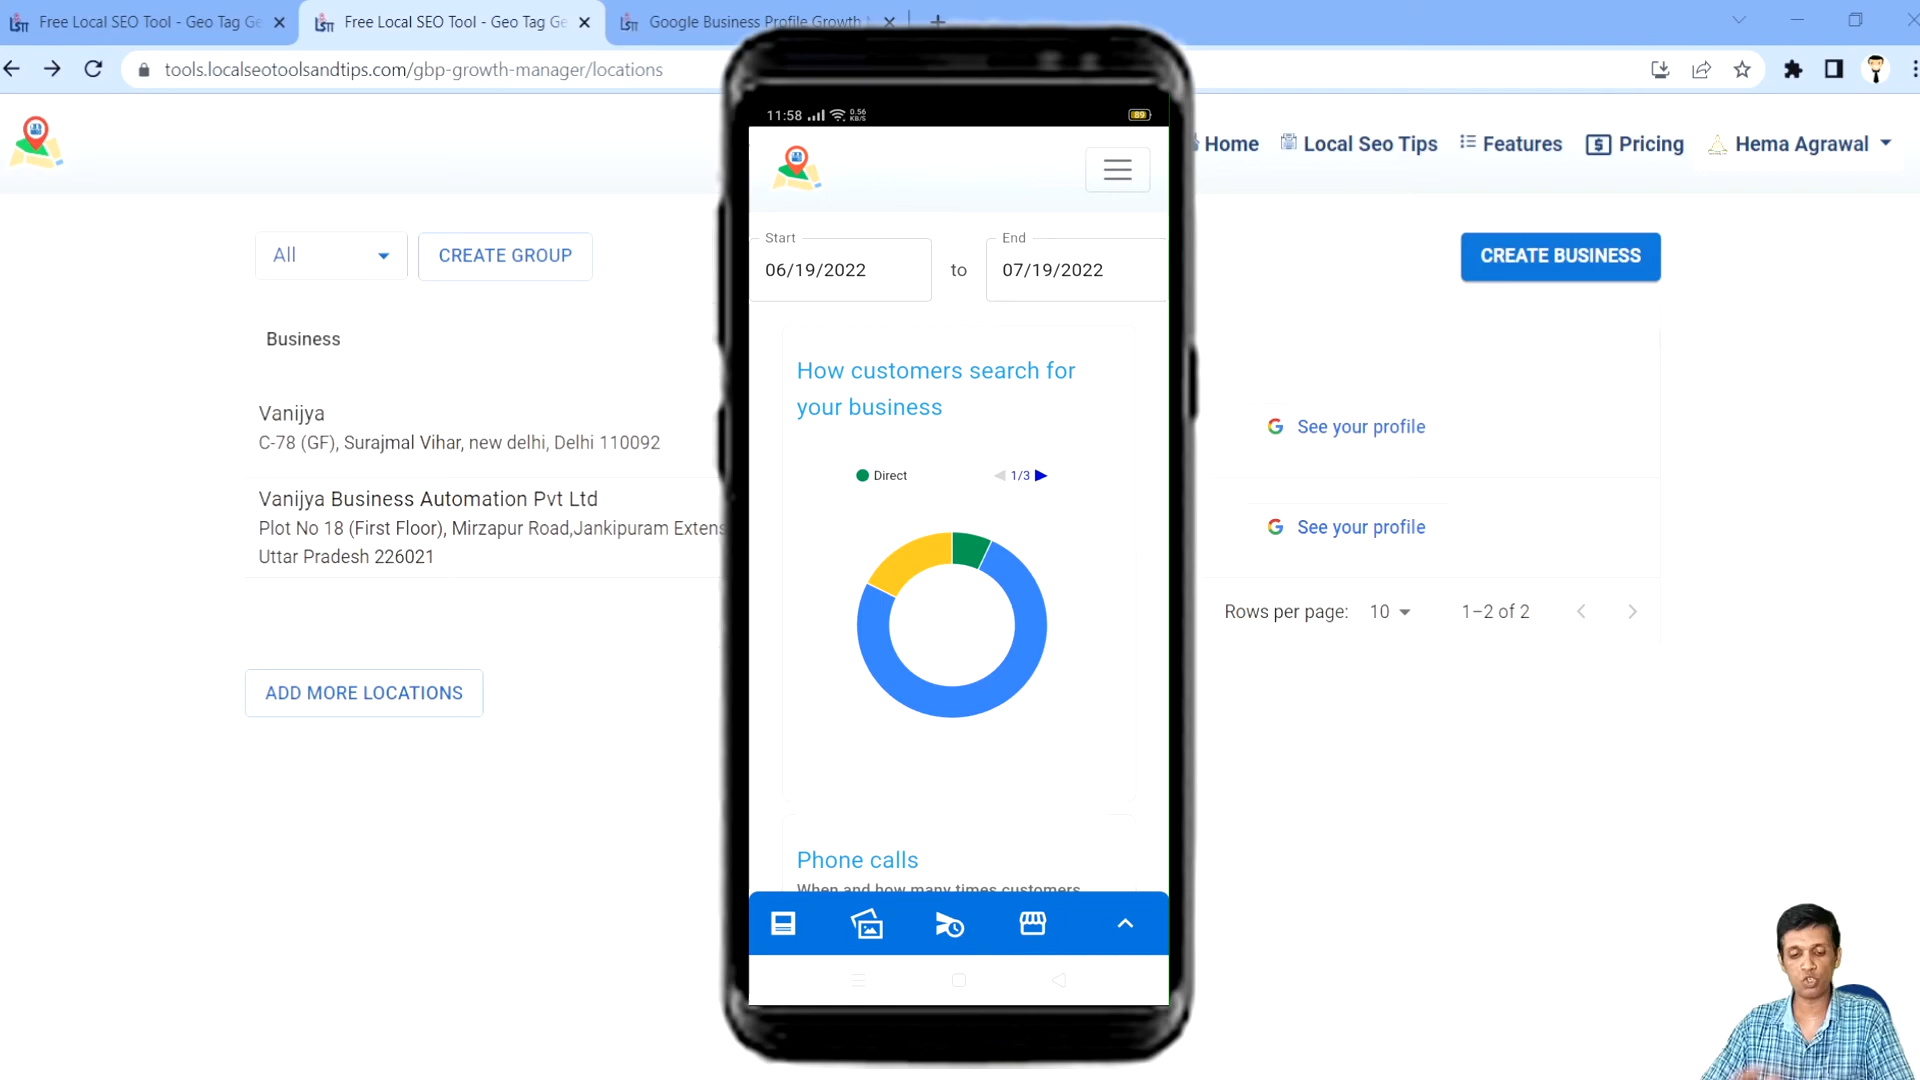 Free Local SEO Tool - Geo Tag Ge
Free Local SEO Tool - Geo Tag Ge
Google Business Profile Growth
tools.localseotoolsandtips.com/gbp-growth-manager/locations
Home
Local Seo Tips
Features
Pricing
Hema Agrawal
All
CREATE GROUP
CREATE BUSINESS
Business
Vanijya
C-78 (GF), Surajmal Vihar, new delhi, Delhi 110092
See your profile
Vanijya Business Automation Pvt Ltd
Plot No 18 (First Floor), Mirzapur Road,Jankipuram Extens
Uttar Pradesh 226021
See your profile
Rows per page: 10 1–2 of 2
ADD MORE LOCATIONS
11:58 0.56 KB/S 89
Start
06/19/2022
to
End
07/19/2022
How customers search for
your business
Direct
1/3
Phone calls
When and how many times customers